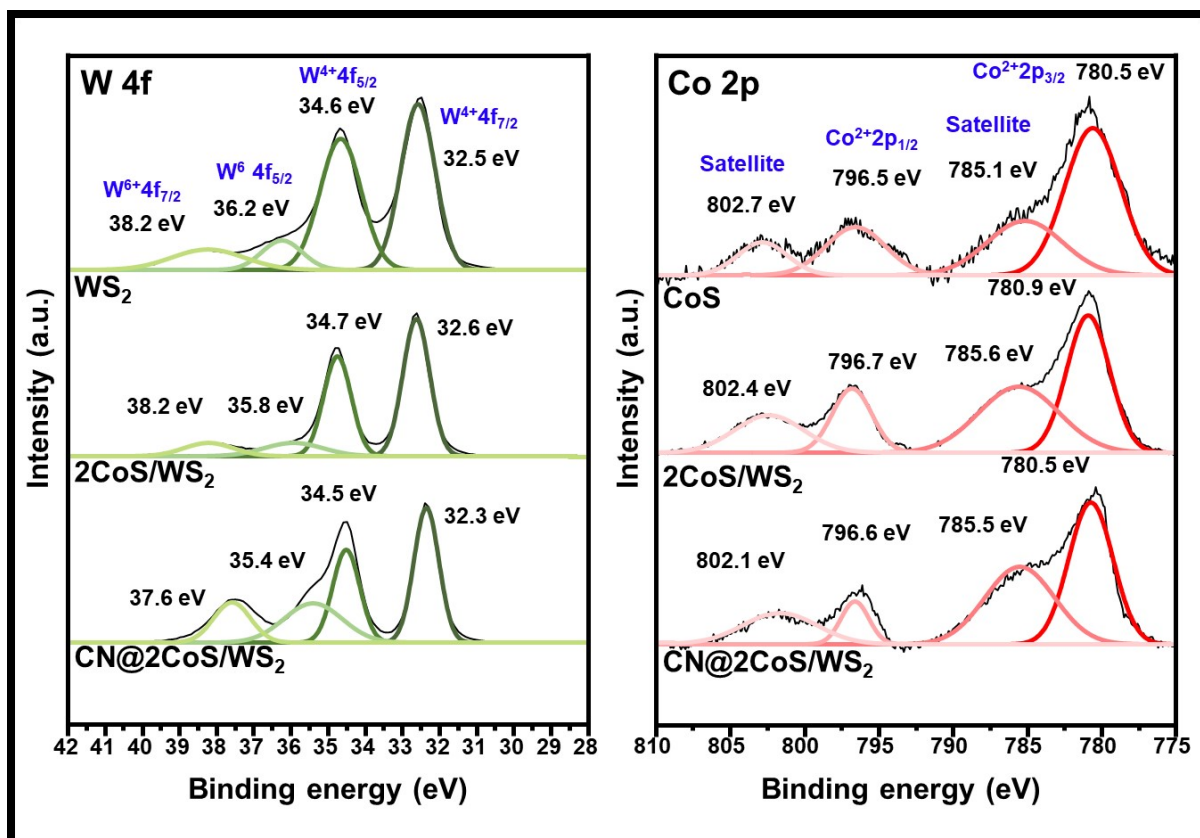 W 4f
W⁴⁺4f₅/₂
34.6 eV
W⁴⁺4f₇/₂
32.5 eV
W⁶⁺4f₇/₂
38.2 eV
W⁶ 4f₅/₂
36.2 eV
WS₂
34.7 eV
32.6 eV
38.2 eV
35.8 eV
2CoS/WS₂
34.5 eV
32.3 eV
35.4 eV
37.6 eV
CN@2CoS/WS₂
Intensity (a.u.)
42 41 40 39 38 37 36 35 34 33 32 31 30 29 28
Binding energy (eV)
Co 2p
Co²⁺2p₃/₂ 780.5 eV
Satellite
785.1 eV
Co²⁺2p₁/₂
796.5 eV
Satellite
802.7 eV
CoS
780.9 eV
785.6 eV
796.7 eV
802.4 eV
2CoS/WS₂
780.5 eV
785.5 eV
796.6 eV
802.1 eV
CN@2CoS/WS₂
Intensity (a.u.)
810 805 800 795 790 785 780 775
Binding energy (eV)